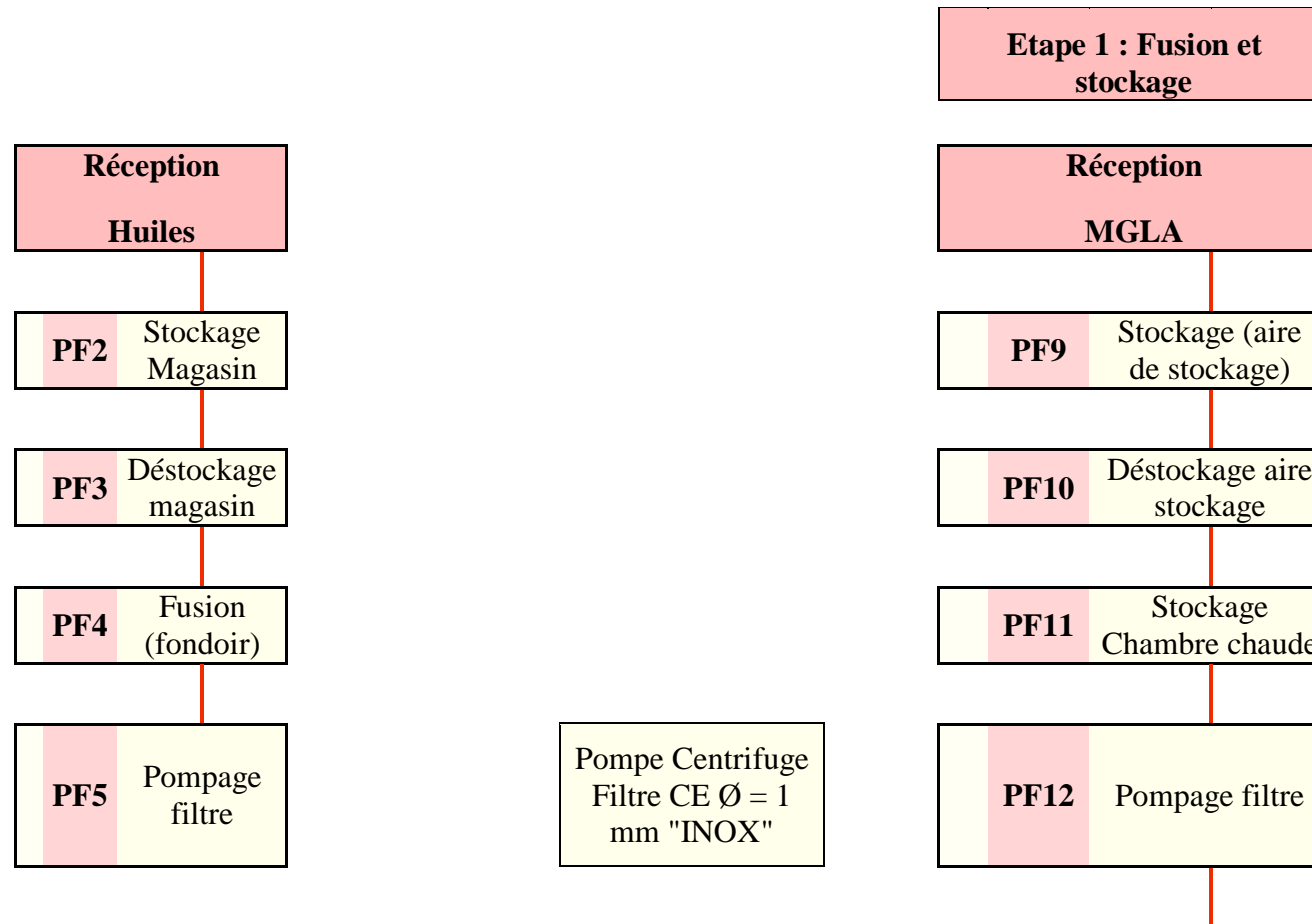 Etape 1 : Fusion et
stockage
Réception
Huiles
Réception
MGLA
PF2
Stockage
Magasin
PF9
Stockage (aire
de stockage)
PF3
Déstockage
magasin
PF10
Déstockage aire
stockage
PF4
Fusion
(fondoir)
PF11
Stockage
Chambre chaude
PF5
Pompage
filtre
Pompe Centrifuge
Filtre CE Ø = 1
mm "INOX"
PF12
Pompage filtre